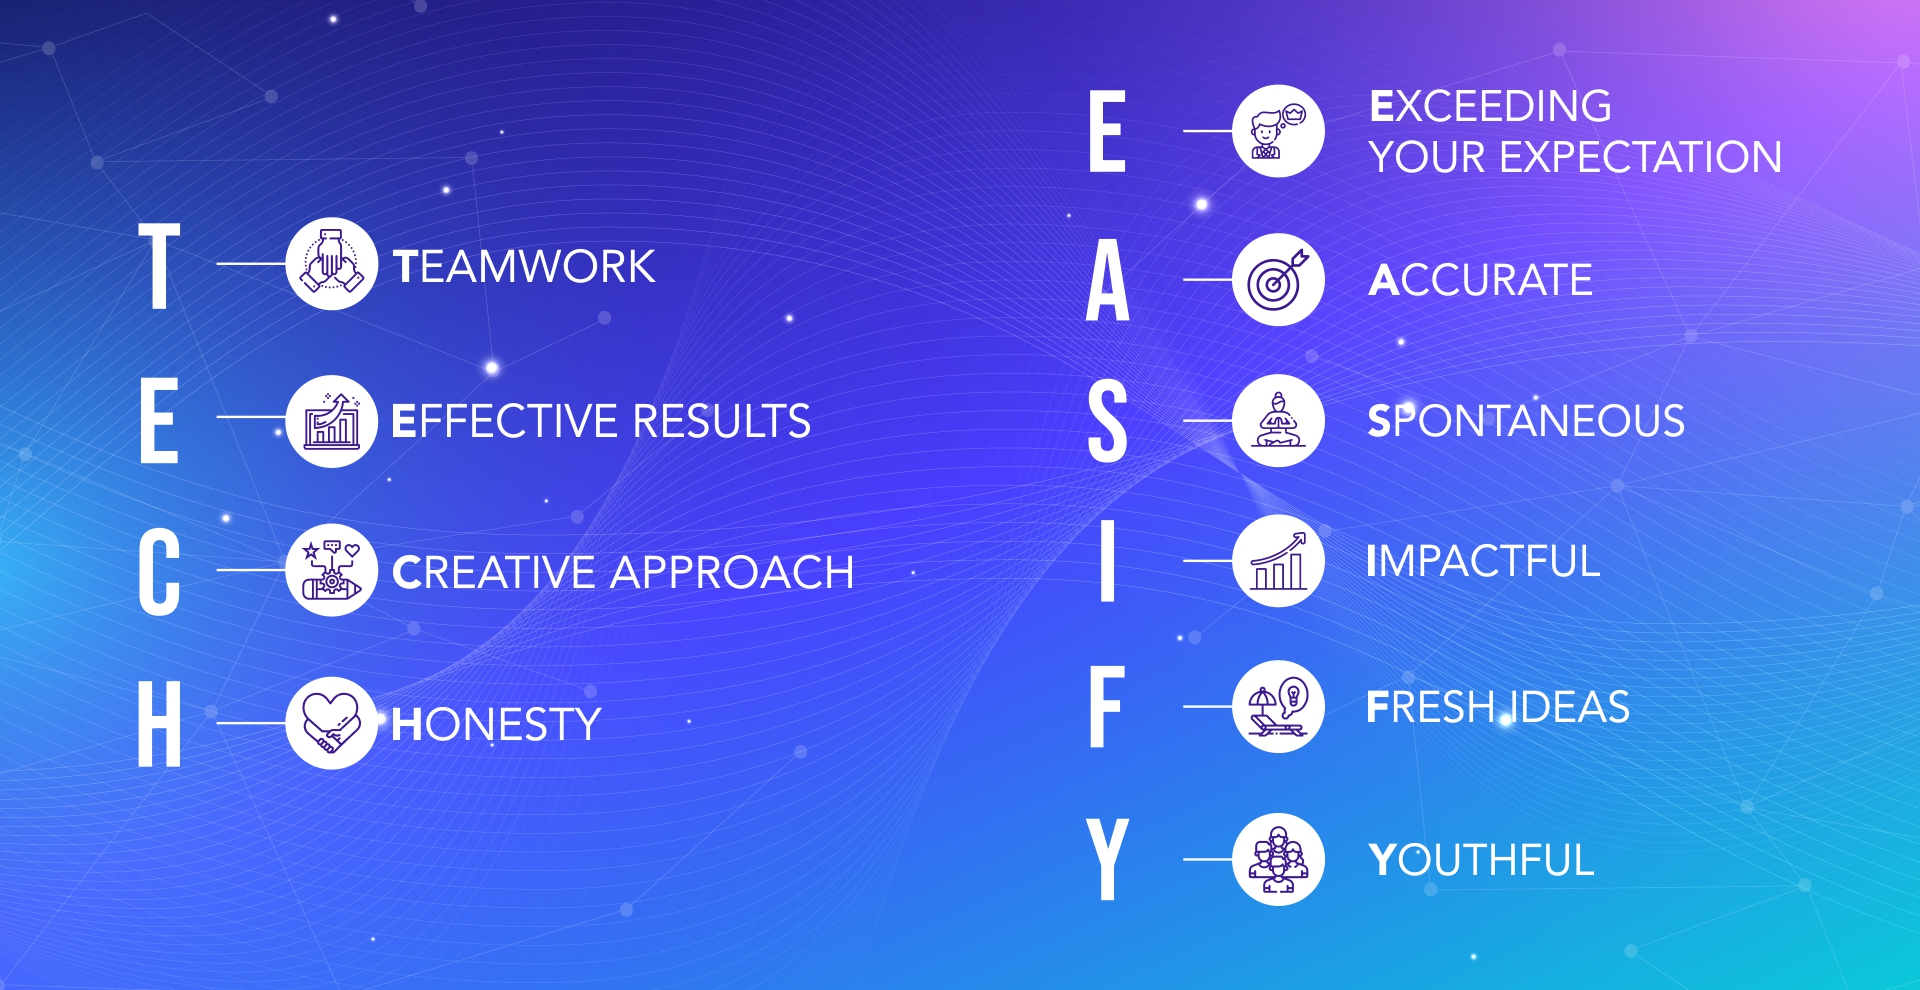 T TEAMWORK
E EFFECTIVE RESULTS
C CREATIVE APPROACH
H HONESTY
E EXCEEDING
YOUR EXPECTATION
A ACCURATE
S SPONTANEOUS
I IMPACTFUL
F FRESH IDEAS
Y YOUTHFUL